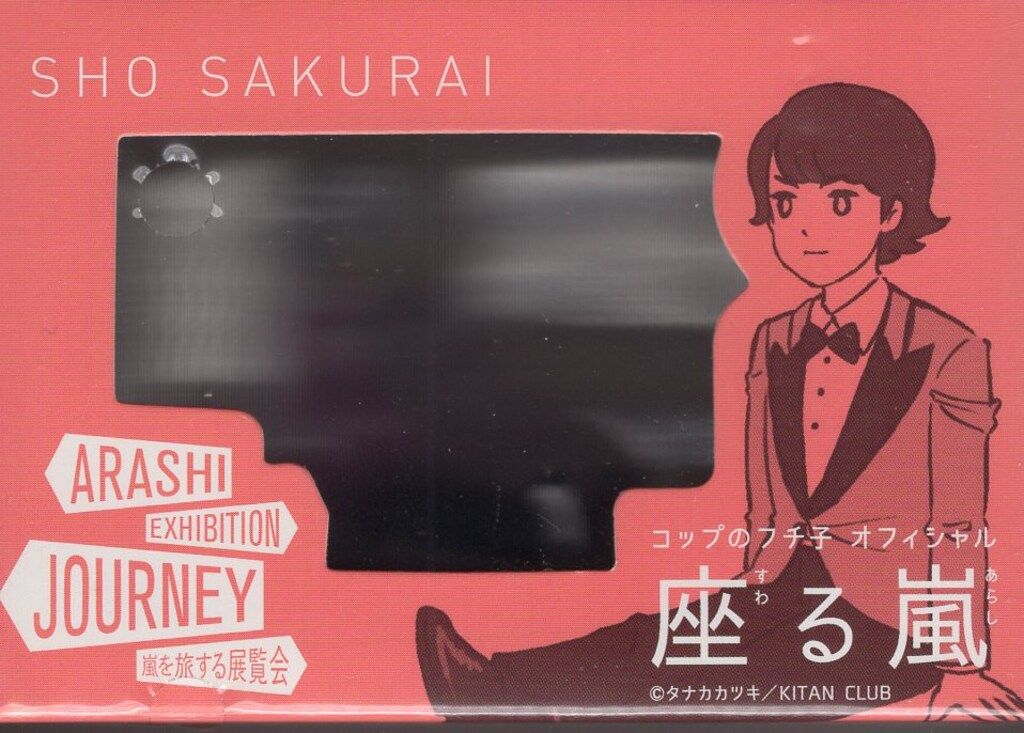 SHO SAKURAI
ARASHI
EXHIBITION
JOURNEY
嵐を旅する展覧会
コップのフチ子 オフィシャル
座る嵐
すわ
あらし
©タナカカツキ/KITAN CLUB